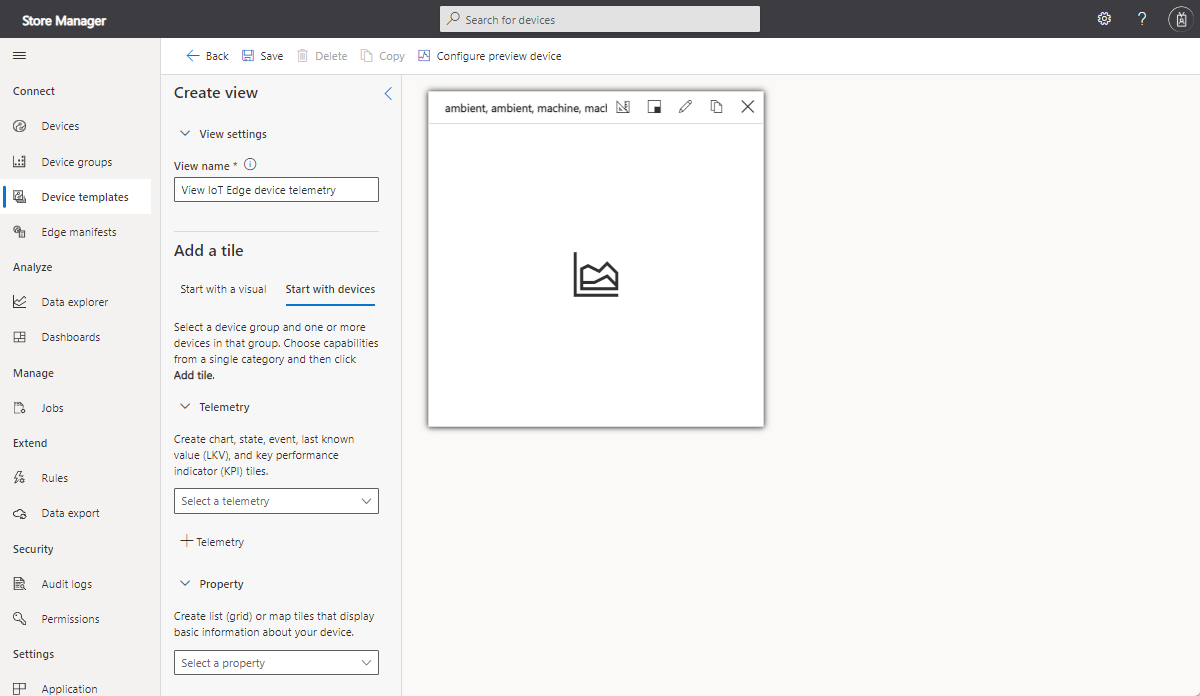 Store Manager
Search for devices
?
Back
Save
Delete
Copy
Configure preview device
Connect
Devices
Device groups
Device templates
Edge manifests
Analyze
Data explorer
Dashboards
Manage
Jobs
Extend
Rules
Data export
Security
Audit logs
Permissions
Settings
Application
Create view
View settings
View name *
View IoT Edge device telemetry
Add a tile
Start with a visual
Start with devices
Select a device group and one or more
devices in that group. Choose capabilities
from a single category and then click
Add tile.
Telemetry
Create chart, state, event, last known
value (LKV), and key performance
indicator (KPI) tiles.
Select a telemetry
Telemetry
Property
Create list (grid) or map tiles that display
basic information about your device.
Select a property
ambient, ambient, machine,